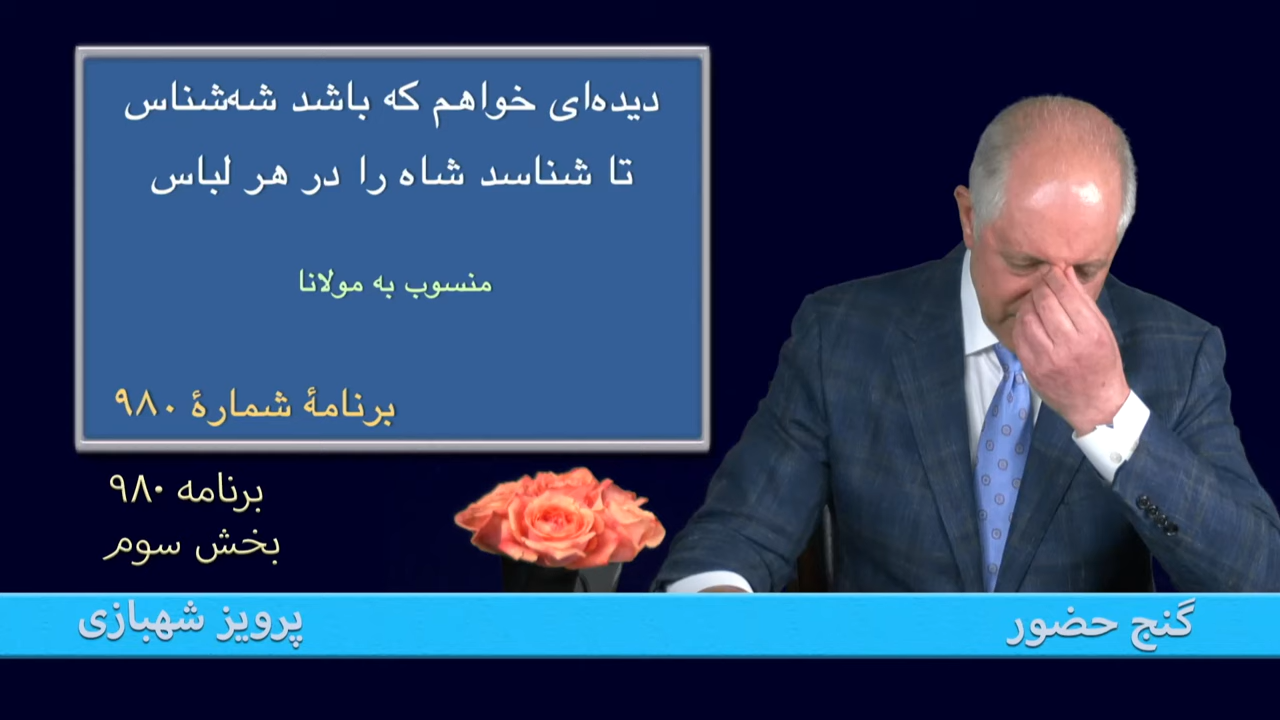 دیده‌ای خواهم که باشد شه‌شناس
تا شناسد شاه را در هر لباس
منسوب به مولانا
برنامهٔ شمارهٔ ۹۸۰
برنامه ۹۸۰
بخش سوم
گنج حضور
پرویز شهبازی